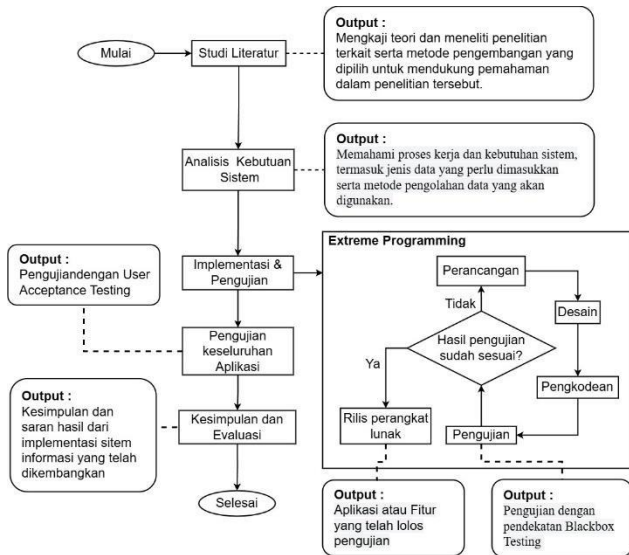 Mulai
Studi Literatur
Output :
Mengkaji teori dan meneliti penelitian
terkait serta metode pengembangan yang
dipilih untuk mendukung pemahaman
dalam penelitian tersebut.
Analisis Kebutuan
Sistem
Output :
Memahami proses kerja dan kebutuhan sistem,
termasuk jenis data yang perlu dimasukkan
serta metode pengolahan data yang akan
digunakan.
Implementasi &
Pengujian
Output :
Pengujiandengan User
Acceptance Testing
Pengujian
keseluruhan
Aplikasi
Output :
Kesimpulan dan
saran hasil dari
implementasi sitem
informasi yang telah
dikembangkan
Kesimpulan dan
Evaluasi
Selesai
Extreme Programming
Perancangan
Tidak
Desain
Hasil pengujian
sudah sesuai?
Ya
Pengkodean
Rilis perangkat
lunak
Pengujian
Output :
Aplikasi atau Fitur
yang telah lolos
pengujian
Output :
Pengujian dengan
pendekatan Blackbox
Testing